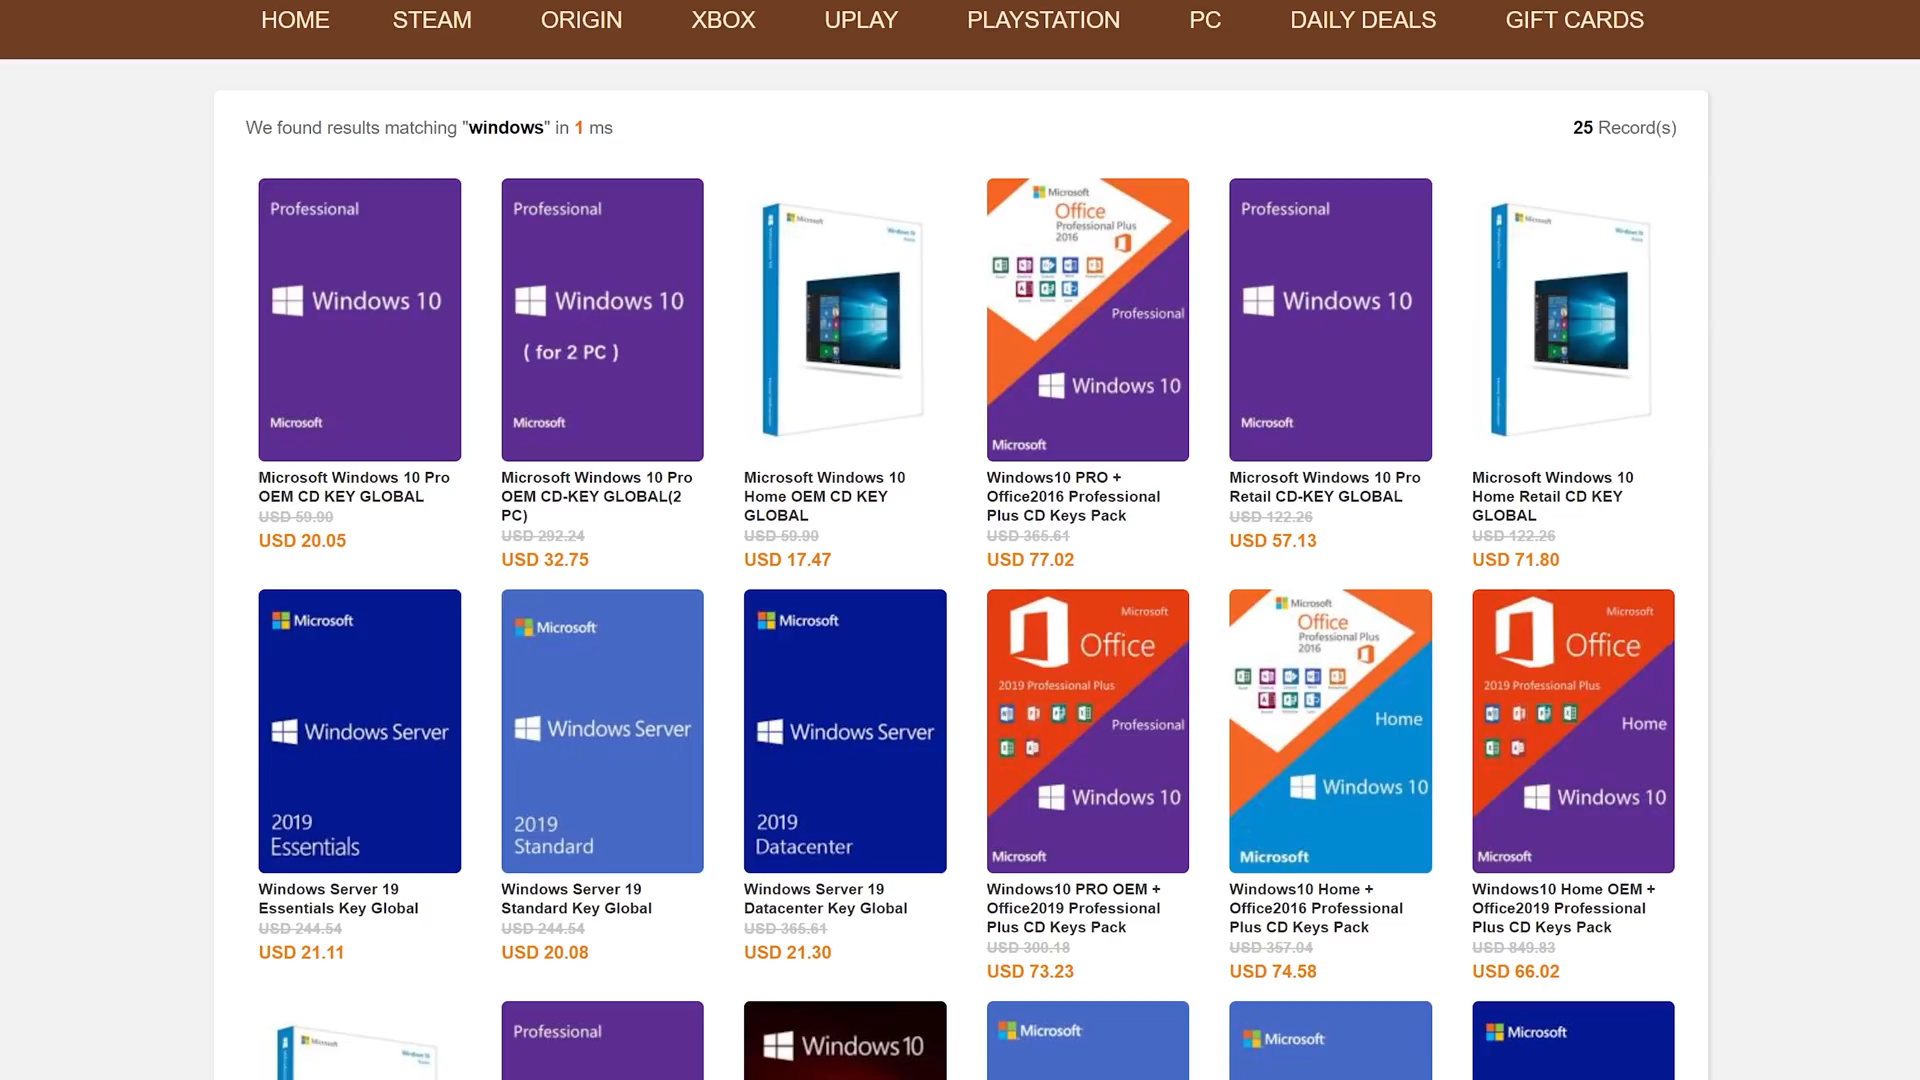 HOME STEAM ORIGIN XBOX UPLAY PLAYSTATION PC DAILY DEALS GIFT CARDS
We found results matching "windows" in 1 ms
25 Record(s)
Professional
Windows 10
Microsoft
Professional
Windows 10
( for 2 PC )
Microsoft
Microsoft
Windows 10
Microsoft
Office
Professional Plus
2016
Professional
Windows 10
Microsoft
Professional
Windows 10
Microsoft
Microsoft
Windows 10
Microsoft Windows 10 Pro
OEM CD KEY GLOBAL
USD 59.90
USD 20.05
Microsoft Windows 10 Pro
OEM CD-KEY GLOBAL(2
PC)
USD 292.24
USD 32.75
Microsoft Windows 10
Home OEM CD KEY
GLOBAL
USD 59.90
USD 17.47
Windows10 PRO +
Office2016 Professional
Plus CD Keys Pack
USD 365.61
USD 77.02
Microsoft Windows 10 Pro
Retail CD-KEY GLOBAL
USD 122.26
USD 57.13
Microsoft Windows 10
Home Retail CD KEY
GLOBAL
USD 122.26
USD 71.80
Microsoft
Windows Server
2019
Essentials
Microsoft
Windows Server
2019
Standard
Microsoft
Windows Server
2019
Datacenter
Microsoft
Office
2019 Professional Plus
Professional
Windows 10
Microsoft
Microsoft
Office
Professional Plus
2016
Home
Windows 10
Microsoft
Microsoft
Office
2019 Professional Plus
Home
Windows 10
Microsoft
Windows Server 19
Essentials Key Global
USD 244.54
USD 21.11
Windows Server 19
Standard Key Global
USD 244.54
USD 20.08
Windows Server 19
Datacenter Key Global
USD 365.61
USD 21.30
Windows10 PRO OEM +
Office2019 Professional
Plus CD Keys Pack
USD 300.18
USD 73.23
Windows10 Home +
Office2016 Professional
Plus CD Keys Pack
USD 357.04
USD 74.58
Windows10 Home OEM +
Office2019 Professional
Plus CD Keys Pack
USD 849.83
USD 66.02
Microsoft
Windows 10
Professional
Windows 10
Microsoft
Microsoft
Microsoft